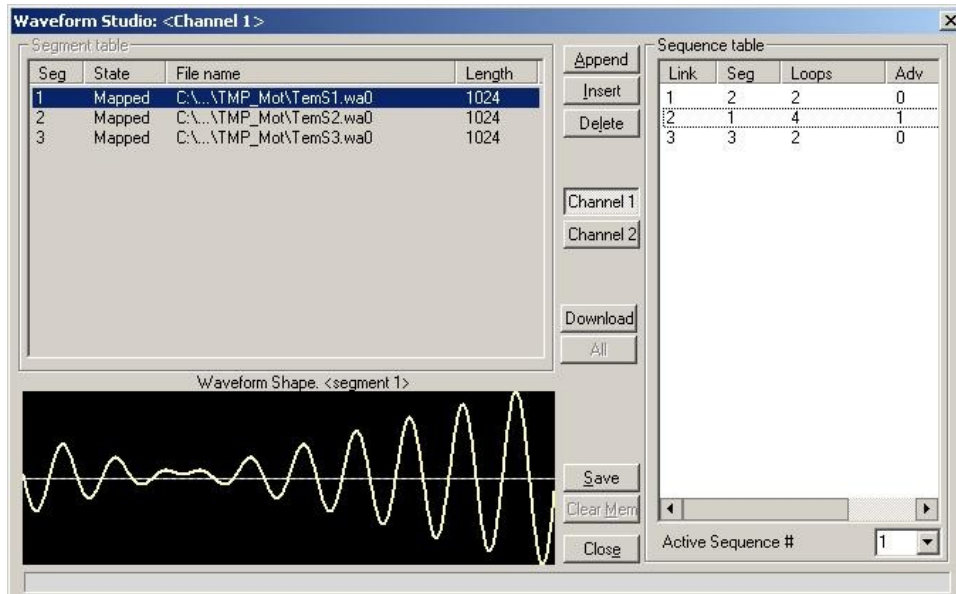 Waveform Studio: <Channel 1>
Segment table
Seg State File name Length
1 Mapped C:\...\TMP_Mot\TemS1.wa0 1024
2 Mapped C:\...\TMP_Mot\TemS2.wa0 1024
3 Mapped C:\...\TMP_Mot\TemS3.wa0 1024
Append
Insert
Delete
Channel 1
Channel 2
Download
All
Save
Clear Mem
Close
Sequence table
Link Seg Loops Adv
1 2 2 0
2 1 4 1
3 3 2 0
Active Sequence # 1
Waveform Shape. <segment 1>